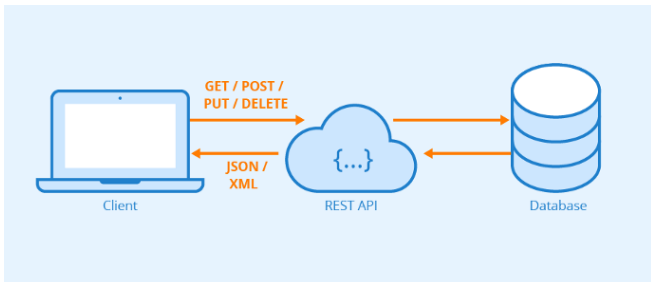 GET / POST /
PUT / DELETE
{...}
JSON /
XML
Client
REST API
Database